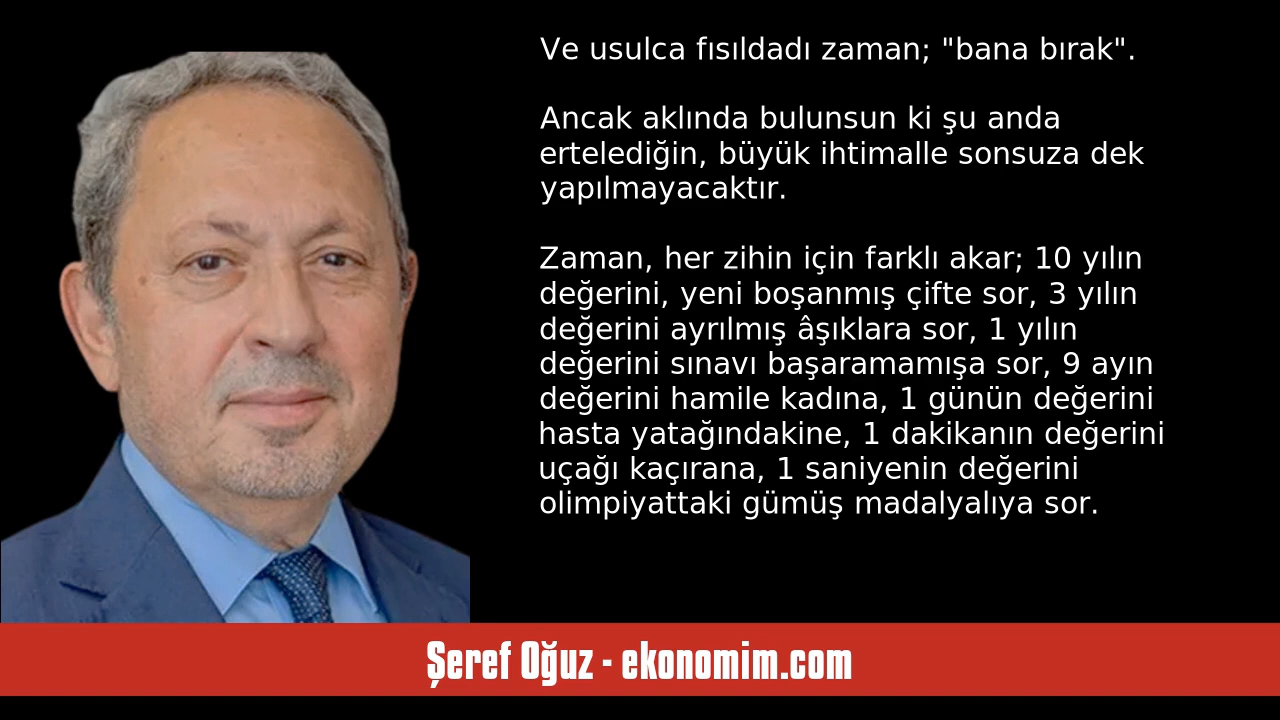 Ve usulca fısıldadı zaman; "bana bırak".
Ancak aklında bulunsun ki şu anda
ertelediğin, büyük ihtimalle sonsuza dek
yapılmayacaktır.
Zaman, her zihin için farklı akar; 10 yılın
değerini, yeni boşanmış çifte sor, 3 yılın
değerini ayrılmış âşıklara sor, 1 yılın
değerini sınavı başaramamışa sor, 9 ayın
değerini hamile kadına, 1 günün değerini
hasta yatağındakine, 1 dakikanın değerini
uçağı kaçırana, 1 saniyenin değerini
olimpiyattaki gümüş madalyalıya sor.
Şeref Oğuz - ekonomim.com